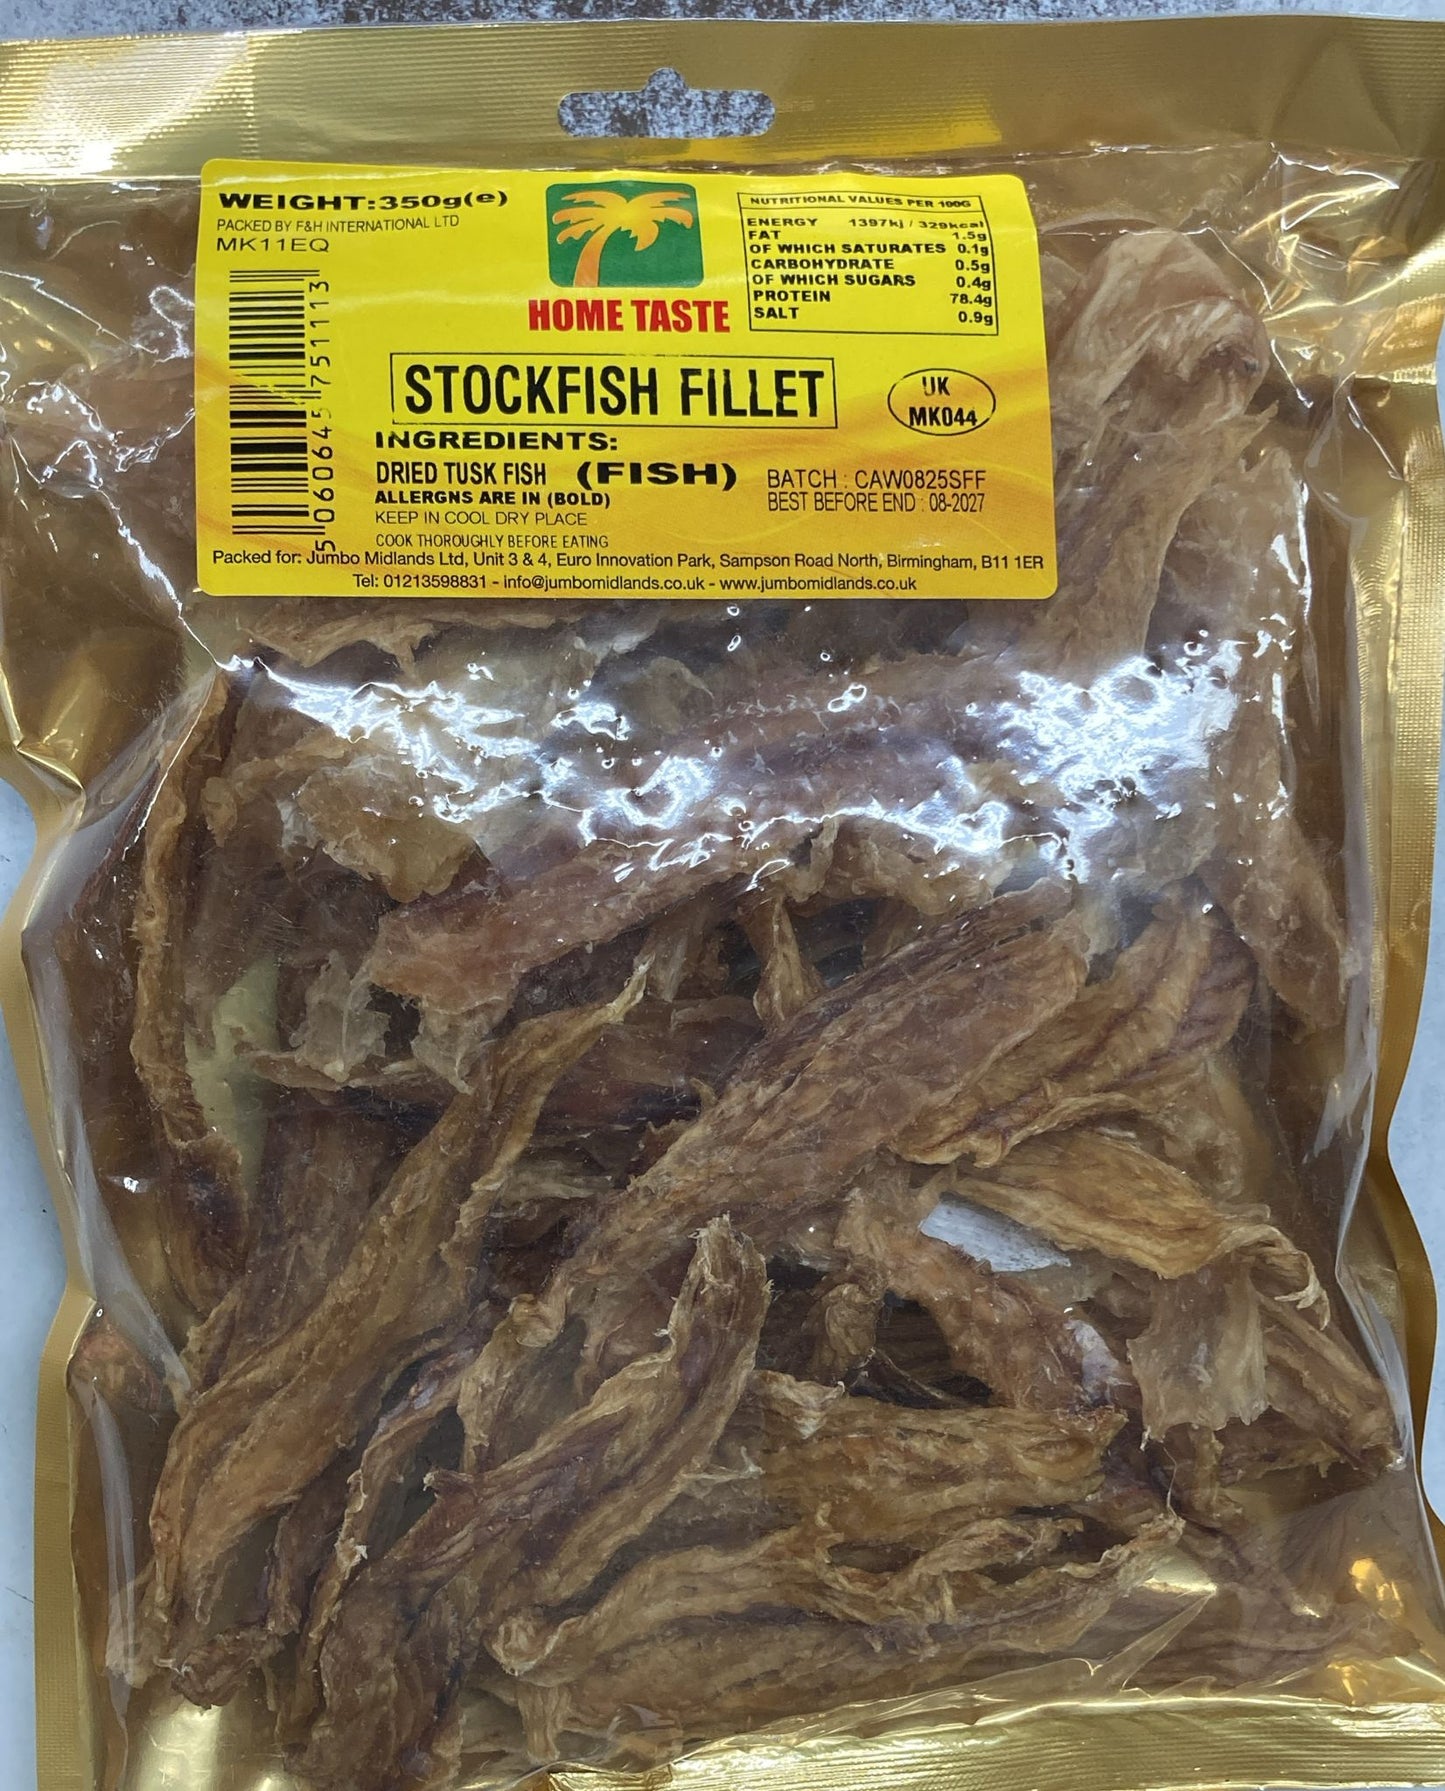 WEIGHT:350g(e)
PACKED BY F&H INTERNATIONAL LTD
MK11EQ
5060645751113
HOME TASTE
NUTRITIONAL VALUES PER 100G
ENERGY 1397kj / 329kcal
FAT 1.5g
OF WHICH SATURATES 0.1g
CARBOHYDRATE 0.5g
OF WHICH SUGARS 0.4g
PROTEIN 78.4g
SALT 0.9g
STOCKFISH FILLET
UK
MK044
INGREDIENTS:
DRIED TUSK FISH (FISH)
ALLERGNS ARE IN (BOLD)
KEEP IN COOL DRY PLACE
COOK THOROUGHLY BEFORE EATING
BATCH : CAW0825SFF
BEST BEFORE END : 08-2027
Packed for: Jumbo Midlands Ltd, Unit 3 & 4, Euro Innovation Park, Sampson Road North, Birmingham, B11 1ER
Tel: 01213598831 - info@jumbomidlands.co.uk - www.jumbomidlands.co.uk